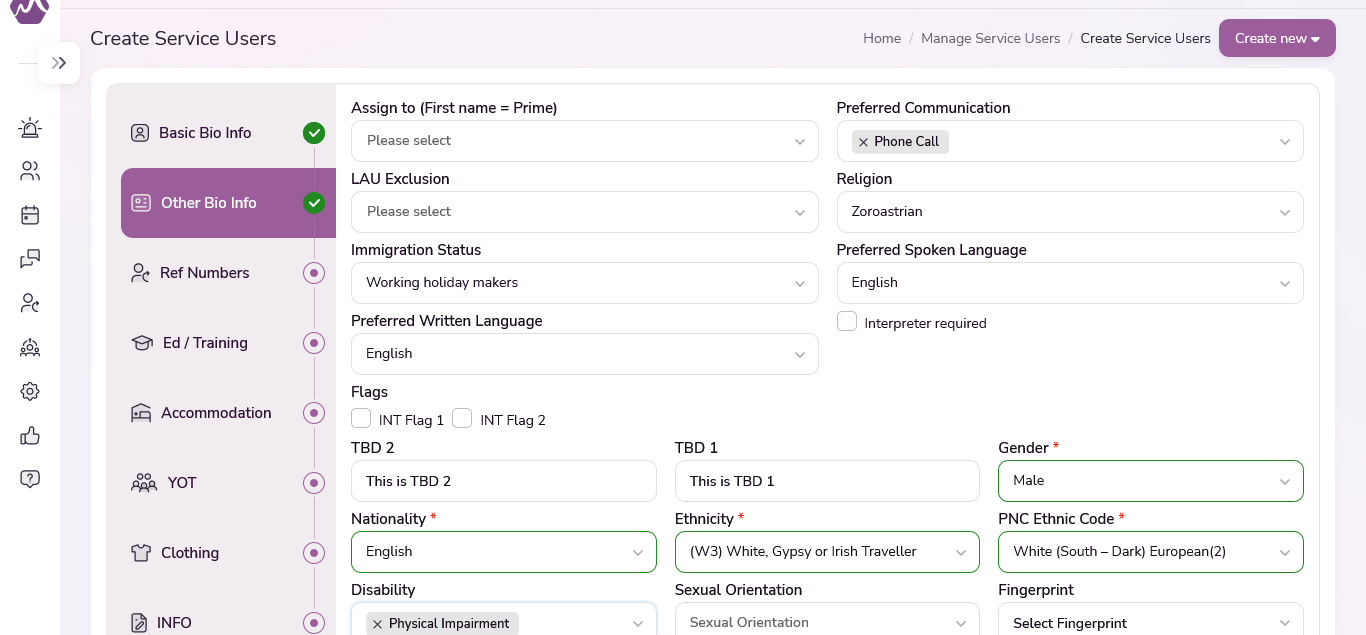 Create Service Users
Home / Manage Service Users / Create Service Users
Create new
Basic Bio Info
Other Bio Info
Ref Numbers
Ed / Training
Accommodation
YOT
Clothing
INFO
Assign to (First name = Prime)
Please select
Preferred Communication
× Phone Call
LAU Exclusion
Please select
Religion
Zoroastrian
Immigration Status
Working holiday makers
Preferred Spoken Language
English
Preferred Written Language
English
Interpreter required
Flags
INT Flag 1
INT Flag 2
TBD 2
This is TBD 2
TBD 1
This is TBD 1
Gender *
Male
Nationality *
English
Ethnicity *
(W3) White, Gypsy or Irish Traveller
PNC Ethnic Code *
White (South – Dark) European(2)
Disability
× Physical Impairment
Sexual Orientation
Sexual Orientation
Fingerprint
Select Fingerprint